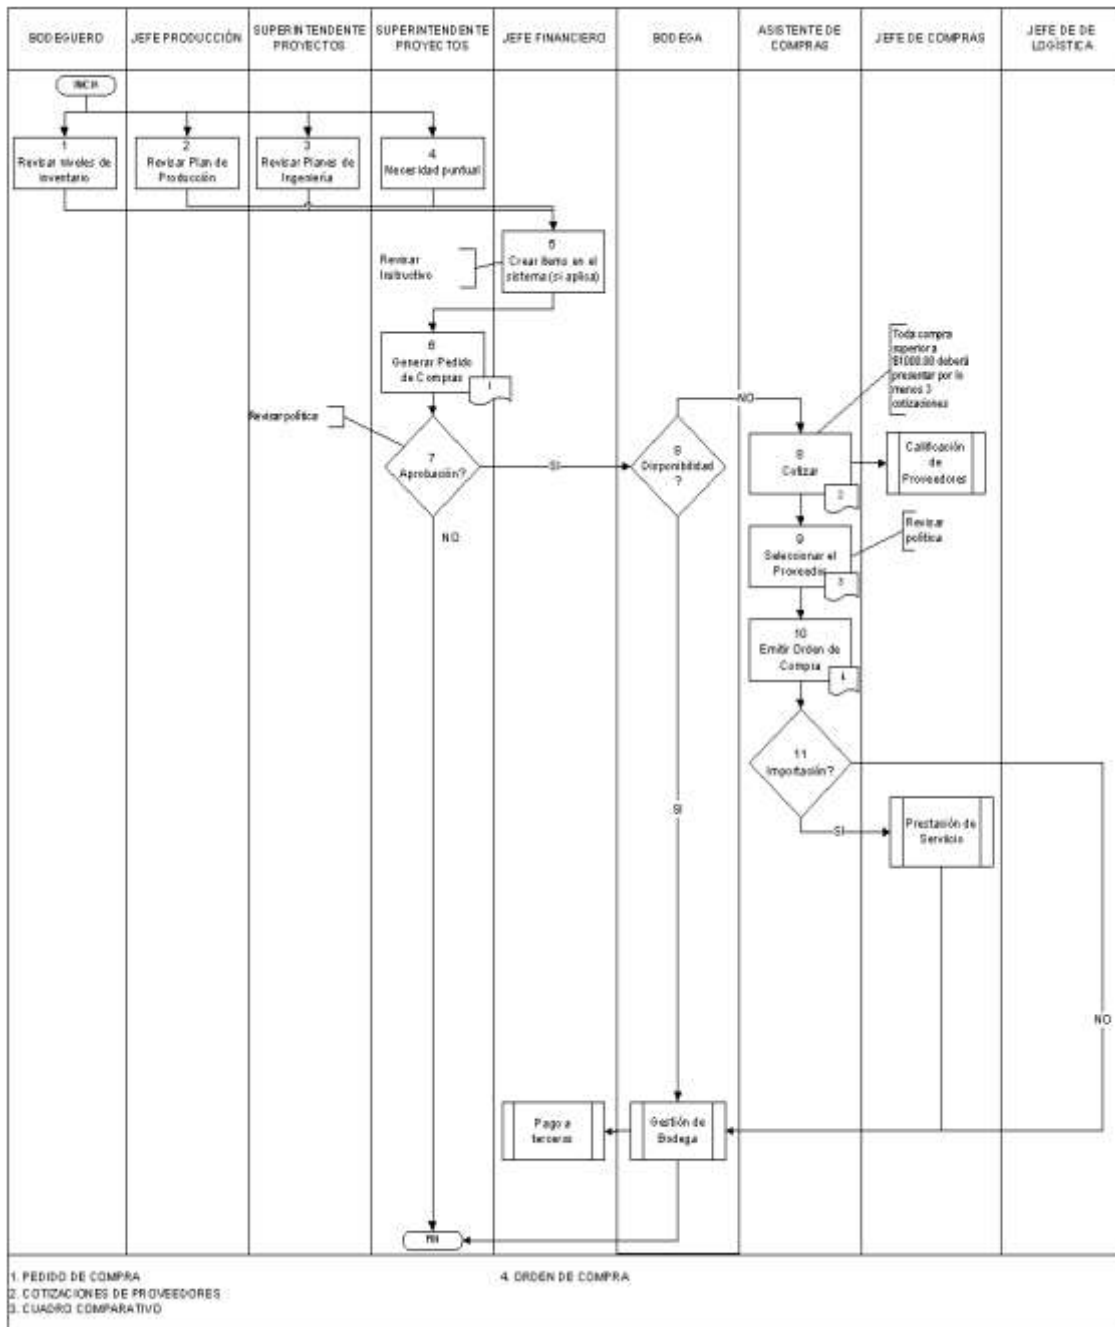 BODEGUERO
JEFE PRODUCCIÓN
SUPERINTENDENTE
PROYECTOS
SUPERINTENDENTE
PROYECTOS
JEFE FINANCIERO
BODEGA
ASISTENTE DE
COMPRAS
JEFE DE COMPRAS
JEFE DE DE
LOGÍSTICA
INICIA
1
Revisar niveles de
inventario
2
Revisar Plan de
Producción
3
Revisar Planes de
Ingeniería
4
Necesidad puntual
Revisar
Instructivo
5
Crear items en el
sistema (si aplica)
6
Generar Pedido
de Compras
1
Revisar política
7
Aprobación?
SI
NO
8
Disponibilidad
?
NO
SI
Toda compra
superior a
$1000.00 deberá
presentar por lo
menos 3
cotizaciones
8
Cotizar
2
Calificación
de
Proveedores
9
Seleccionar el
Proveedor
3
Revisar
política
10
Emitir Orden de
Compra
4
11
Importación?
SI
NO
Prestación de
Servicio
Pago a
terceros
Gestión de
Bodega
FIN
1. PEDIDO DE COMPRA
2. COTIZACIONES DE PROVEEDORES
3. CUADRO COMPARATIVO
4. ORDEN DE COMPRA